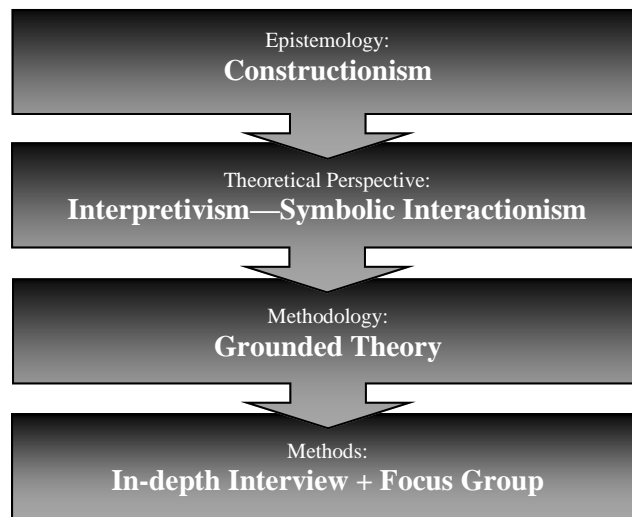 Epistemology:
Constructionism
Theoretical Perspective:
Interpretivism—Symbolic Interactionism
Methodology:
Grounded Theory
Methods:
In-depth Interview + Focus Group